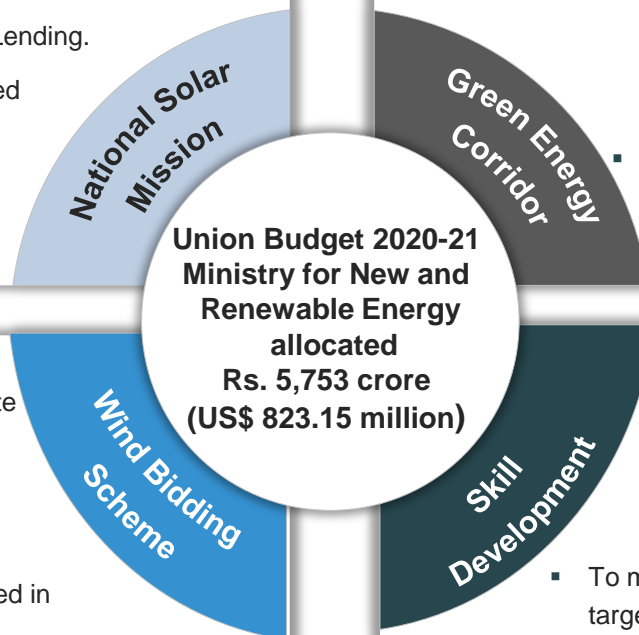 Lending.
ed
National Solar
Mission
Green Energy
Corridor
Union Budget 2020-21
Ministry for New and
Renewable Energy
allocated
Rs. 5,753 crore
(US$ 823.15 million)
te
Wind Bidding
Scheme
Skill
Development
ed in
▪ To m
targe